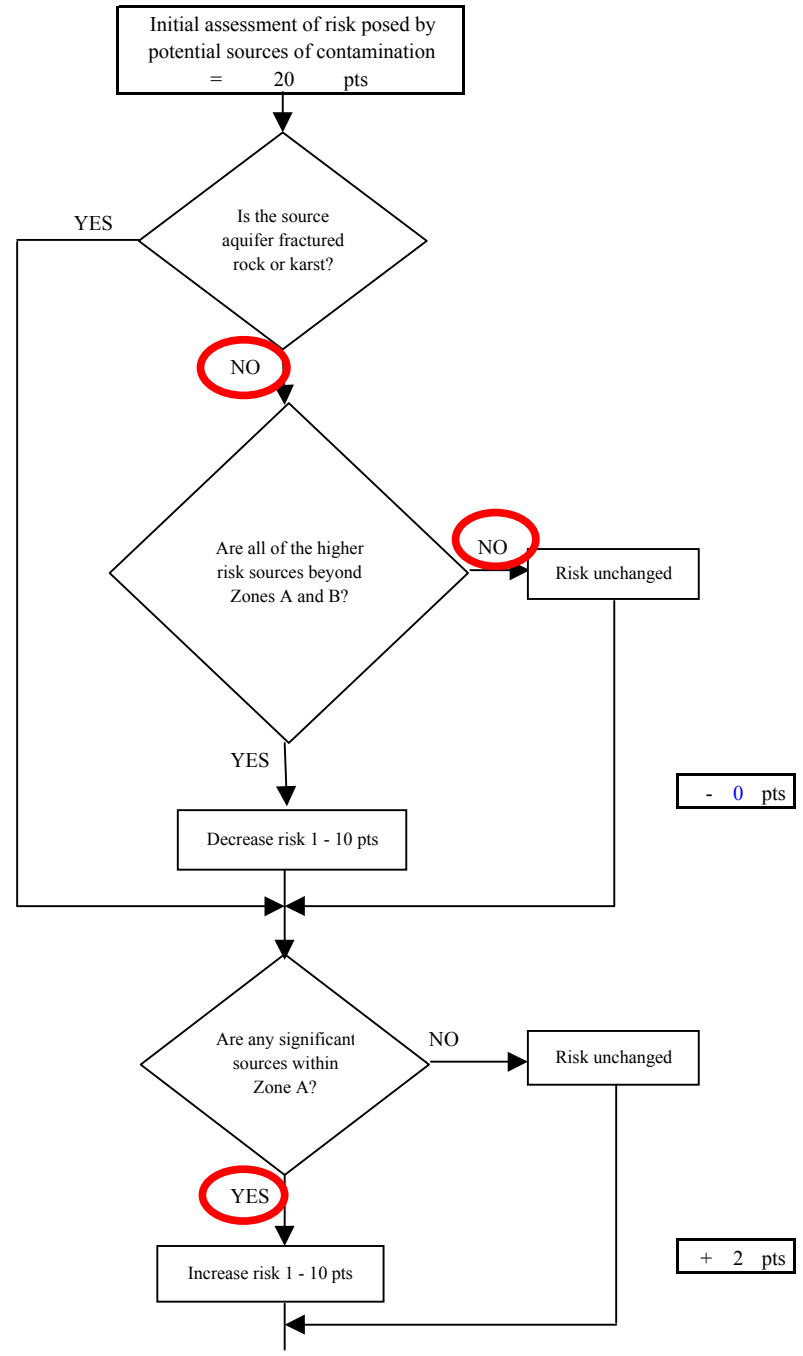 Initial assessment of risk posed by
potential sources of contamination
= 20 pts
YES
Is the source
aquifer fractured
rock or karst?
NO
Are all of the higher
risk sources beyond
Zones A and B?
NO
Risk unchanged
YES
- 0 pts
Decrease risk 1 - 10 pts
Are any significant
sources within
Zone A?
NO
Risk unchanged
YES
+ 2 pts
Increase risk 1 - 10 pts